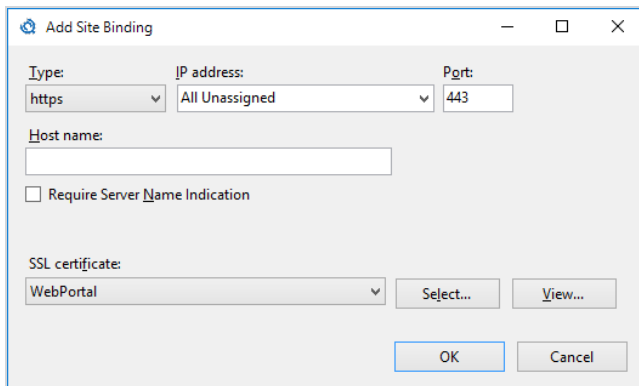 Add Site Binding
Type: IP address: Port:
https All Unassigned 443
Host name:
Require Server Name Indication
SSL certificate:
WebPortal Select... View...
OK Cancel